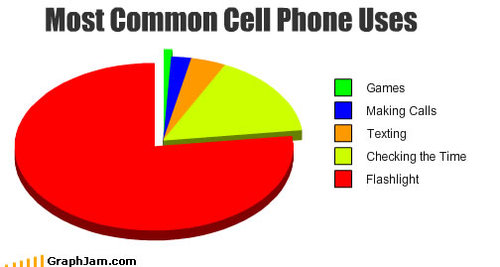 Most Common Cell Phone Uses
Games
Making Calls
Texting
Checking the Time
Flashlight
GraphJam.com